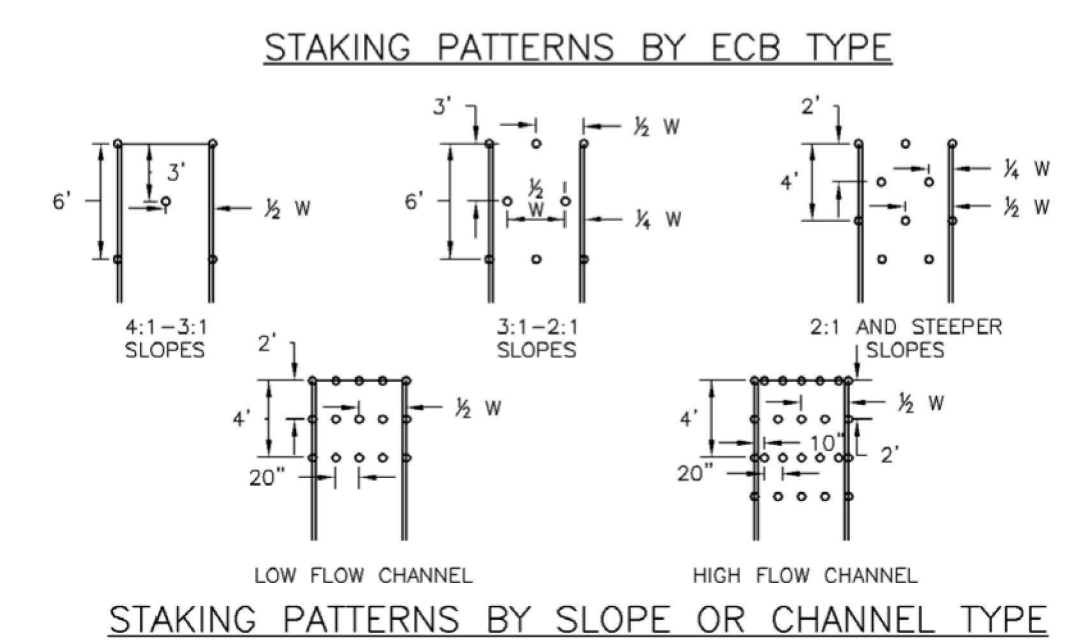 STAKING PATTERNS BY ECB TYPE
3'
6'
½ W
4:1-3:1
SLOPES
3'
½ W
6'
½
W
¼ W
3:1-2:1
SLOPES
2'
4'
¼ W
½ W
2:1 AND STEEPER
SLOPES
2'
4'
½ W
20"
LOW FLOW CHANNEL
4'
½ W
10"
2'
20"
HIGH FLOW CHANNEL
STAKING PATTERNS BY SLOPE OR CHANNEL TYPE